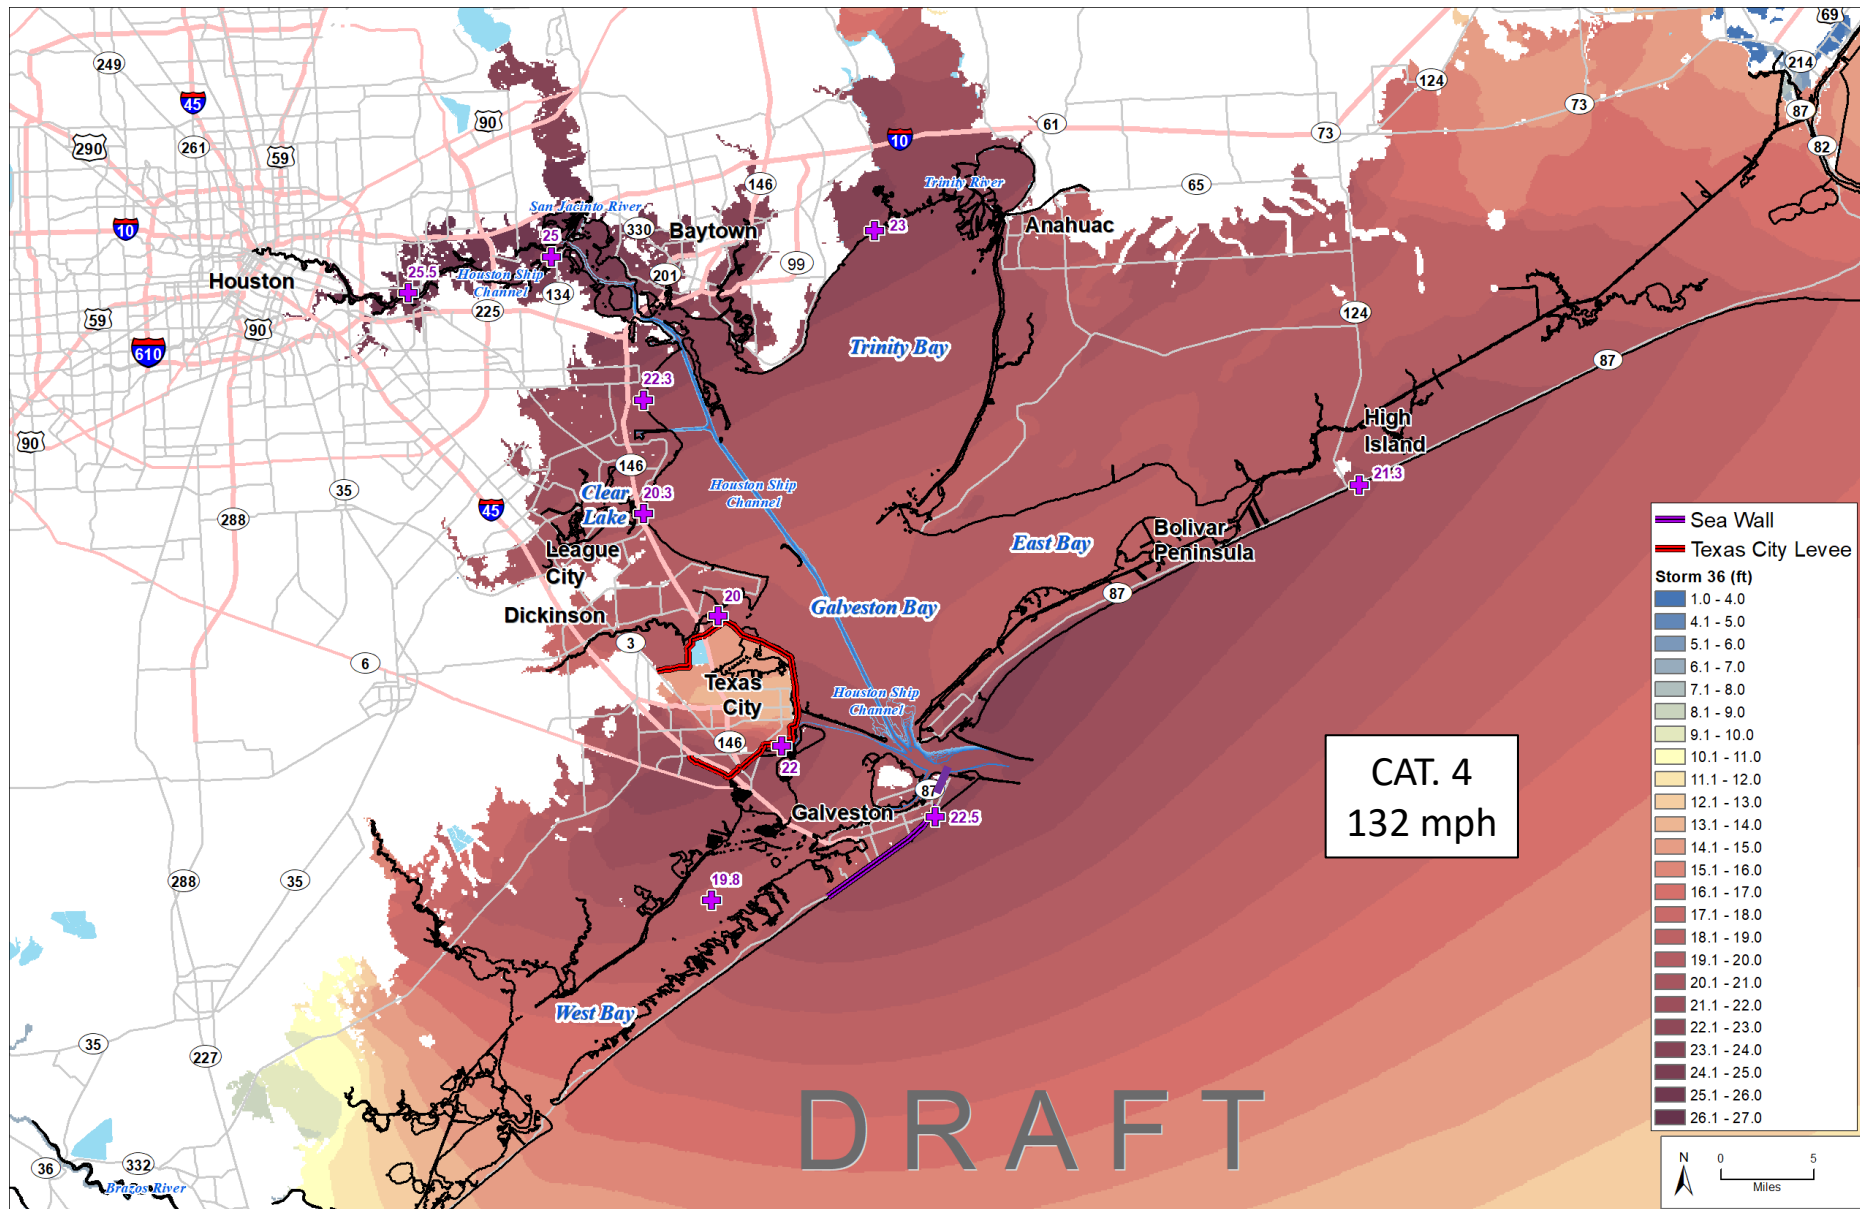 69
249
214
45
124
73
87
90
61
73
290
261
59
10
82
146
65
Trinity River
San Jacinto River
10
330
Baytown
23
Anahuac
25
99
25.5
Houston Ship
Channel
201
Houston
134
225
124
59
90
610
Trinity Bay
87
22.3
High
Island
90
146
21.3
35
Clear
Lake
20.3
Houston Ship
Channel
45
288
Bolivar
Peninsula
East Bay
League
City
Sea Wall
Texas City Levee
Storm 36 (ft)
1.0 - 4.0
4.1 - 5.0
5.1 - 6.0
6.1 - 7.0
7.1 - 8.0
8.1 - 9.0
9.1 - 10.0
10.1 - 11.0
11.1 - 12.0
12.1 - 13.0
13.1 - 14.0
14.1 - 15.0
15.1 - 16.0
16.1 - 17.0
17.1 - 18.0
18.1 - 19.0
19.1 - 20.0
20.1 - 21.0
21.1 - 22.0
22.1 - 23.0
23.1 - 24.0
24.1 - 25.0
25.1 - 26.0
26.1 - 27.0
87
20
Galveston Bay
Dickinson
3
6
Texas
City
Houston Ship
Channel
146
22
CAT. 4
132 mph
87
Galveston
22.5
288
35
19.8
West Bay
35
227
DRAFT
36
332
Brazos River
N
0 5
Miles